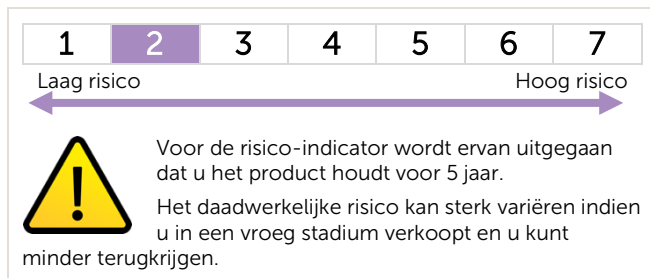 1 2 3 4 5 6 7
Laag risico Hoog risico
Voor de risico-indicator wordt ervan uitgegaan
dat u het product houdt voor 5 jaar.
Het daadwerkelijke risico kan sterk variëren indien
u in een vroeg stadium verkoopt en u kunt
minder terugkrijgen.